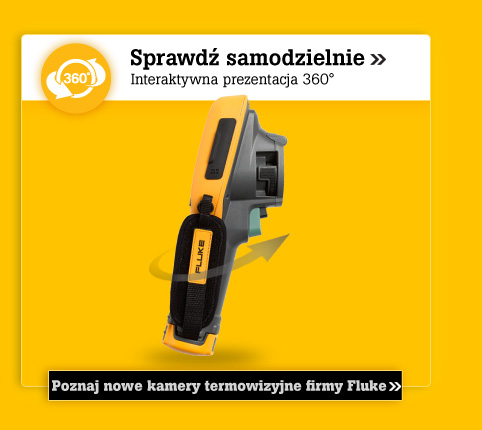 360°
Sprawdź samodzielnie »
Interaktywna prezentacja 360°
FLUKE
Poznaj nowe kamery termowizyjne firmy Fluke »